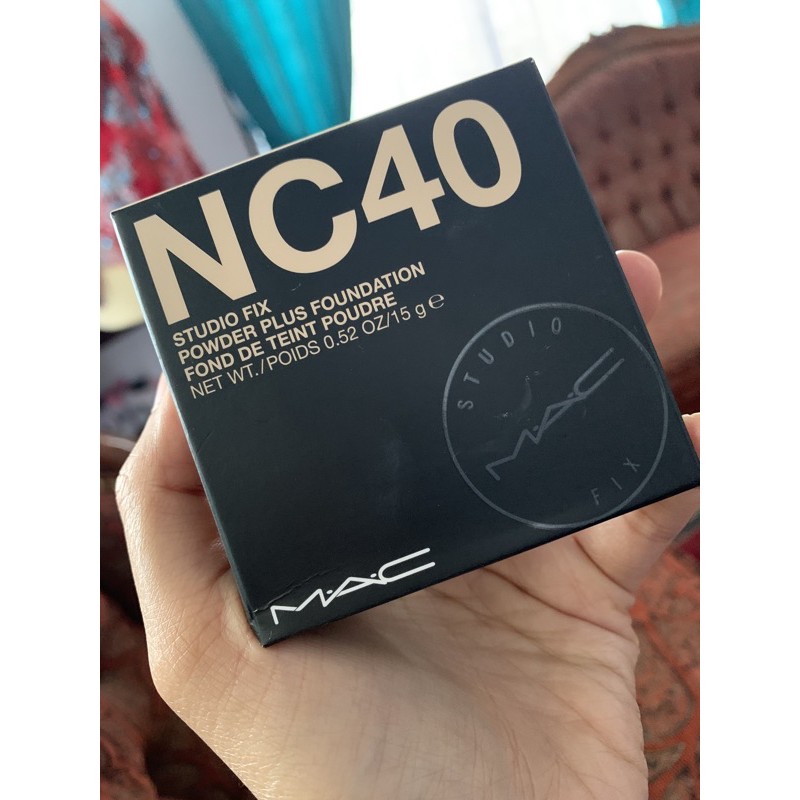 NC40
STUDIO FIX
POWDER PLUS FOUNDATION
FOND DE TEINT POUDRE
NET WT./POIDS 0.52 OZ/15 g ℮
STUDIO
M·A·C
FIX
M·A·C